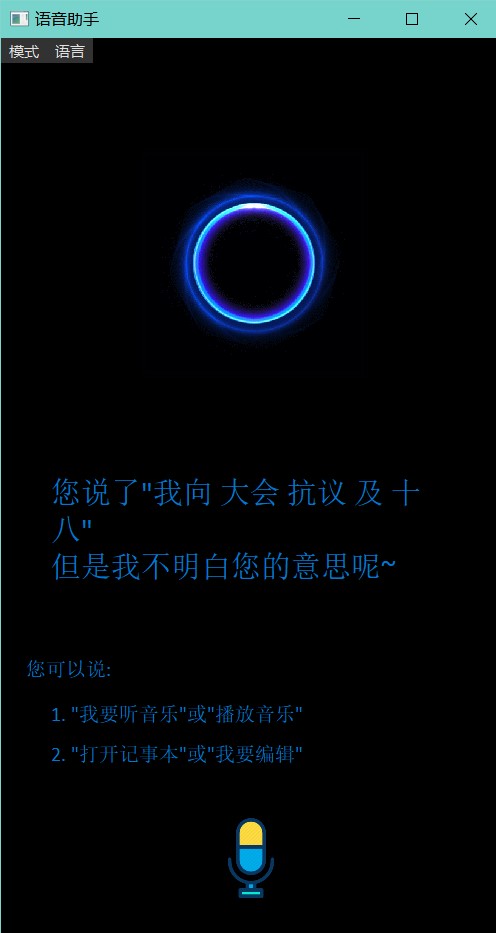 语音助手
模式 语言
您说了"我向 大会 抗议 及 十
八"
但是我不明白您的意思呢~
您可以说:
1. "我要听音乐"或"播放音乐"
2. "打开记事本"或"我要编辑"